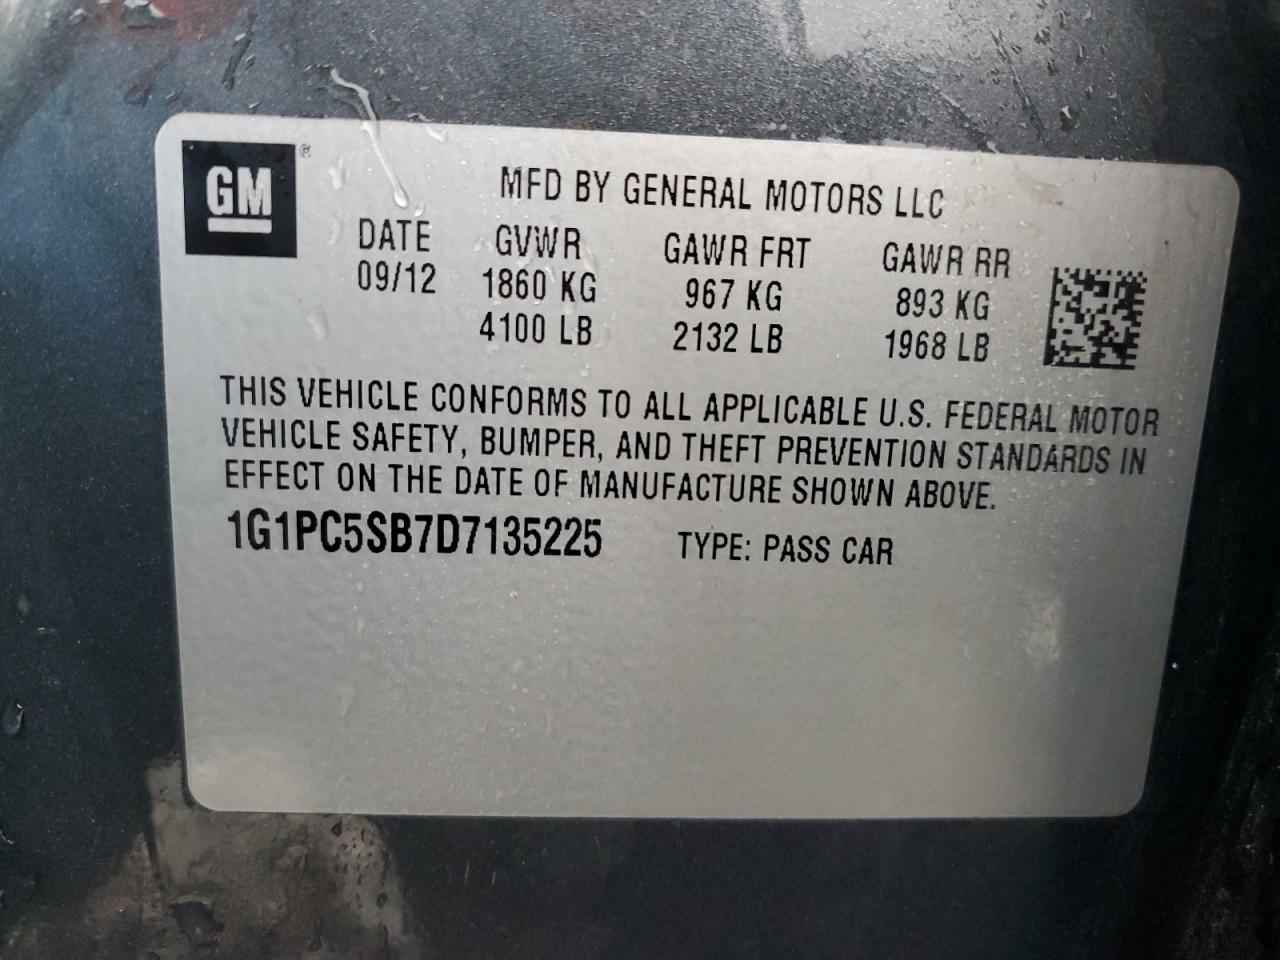 GM ®
MFD BY GENERAL MOTORS LLC
DATE GVWR GAWR FRT GAWR RR
09/12 1860 KG 967 KG 893 KG
4100 LB 2132 LB 1968 LB
THIS VEHICLE CONFORMS TO ALL APPLICABLE U.S. FEDERAL MOTOR
VEHICLE SAFETY, BUMPER, AND THEFT PREVENTION STANDARDS IN
EFFECT ON THE DATE OF MANUFACTURE SHOWN ABOVE.
1G1PC5SB7D7135225 TYPE: PASS CAR